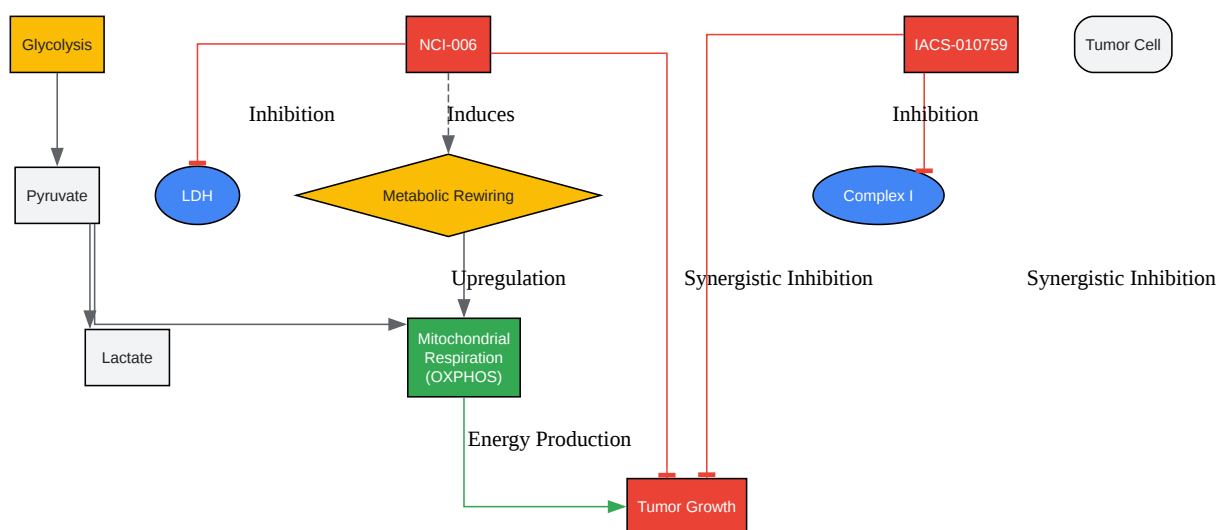 Glycolysis
NCI-006
IACS-010759
Tumor Cell
Inhibition
Induces
Inhibition
Pyruvate
LDH
Metabolic Rewiring
Complex I
Upregulation
Synergistic Inhibition
Synergistic Inhibition
Lactate
Mitochondrial
Respiration
(OXPHOS)
Energy Production
Tumor Growth